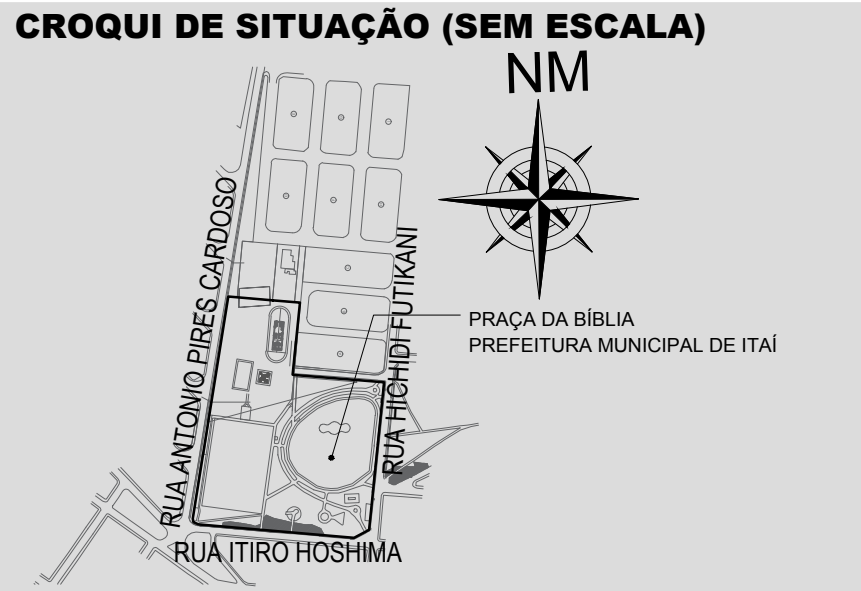 CROQUI DE SITUAÇÃO (SEM ESCALA)
NM
RUA ANTONIO PIRES CARDOSO
RUA HICHIDI FUTIKANI
PRAÇA DA BÍBLIA
PREFEITURA MUNICIPAL DE ITAÍ
RUA ITIRO HOSHIMA